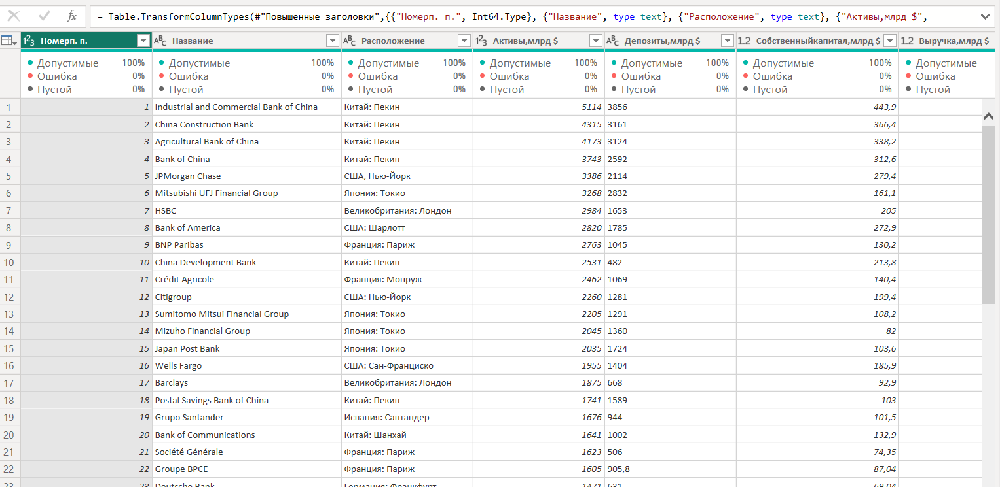 fx = Table.TransformColumnTypes(#"Повышенные заголовки",{{"Номерп. п.", Int64.Type}, {"Название", type text}, {"Расположение", type text}, {"Активы,млрд $",
1²3 Номерп. п. ABC Название ABC Расположение 1²3 Активы,млрд $ ABC Депозиты,млрд $ 1.2 Собственныйкапитал,млрд $ 1.2 Выручка,млрд $
Допустимые 100% Допустимые 100% Допустимые 100% Допустимые 100% Допустимые 100% Допустимые 100% Допустимые
Ошибка 0% Ошибка 0% Ошибка 0% Ошибка 0% Ошибка 0% Ошибка 0% Ошибка
Пустой 0% Пустой 0% Пустой 0% Пустой 0% Пустой 0% Пустой 0% Пустой
1 1 Industrial and Commercial Bank of China Китай: Пекин 5114 3856 443,9
2 2 China Construction Bank Китай: Пекин 4315 3161 366,4
3 3 Agricultural Bank of China Китай: Пекин 4173 3124 338,2
4 4 Bank of China Китай: Пекин 3743 2592 312,6
5 5 JPMorgan Chase США, Нью-Йорк 3386 2114 279,4
6 6 Mitsubishi UFJ Financial Group Япония: Токио 3268 2832 161,1
7 7 HSBC Великобритания: Лондон 2984 1653 205
8 8 Bank of America США: Шарлотт 2820 1785 272,9
9 9 BNP Paribas Франция: Париж 2763 1045 130,2
10 10 China Development Bank Китай: Пекин 2531 482 213,8
11 11 Crédit Agricole Франция: Монруж 2462 1069 140,4
12 12 Citigroup США: Нью-Йорк 2260 1281 199,4
13 13 Sumitomo Mitsui Financial Group Япония: Токио 2205 1291 108,2
14 14 Mizuho Financial Group Япония: Токио 2045 1360 82
15 15 Japan Post Bank Япония: Токио 2035 1724 103,6
16 16 Wells Fargo США: Сан-Франциско 1955 1404 185,9
17 17 Barclays Великобритания: Лондон 1875 668 92,9
18 18 Postal Savings Bank of China Китай: Пекин 1741 1589 103
19 19 Grupo Santander Испания: Сантандер 1676 944 101,5
20 20 Bank of Communications Китай: Шанхай 1641 1002 132,9
21 21 Société Générale Франция: Париж 1623 506 74,35
22 22 Groupe BPCE Франция: Париж 1605 905,8 87,04
23 23 Deutsche Bank Германия: Франкфурт 1471 631 69,04